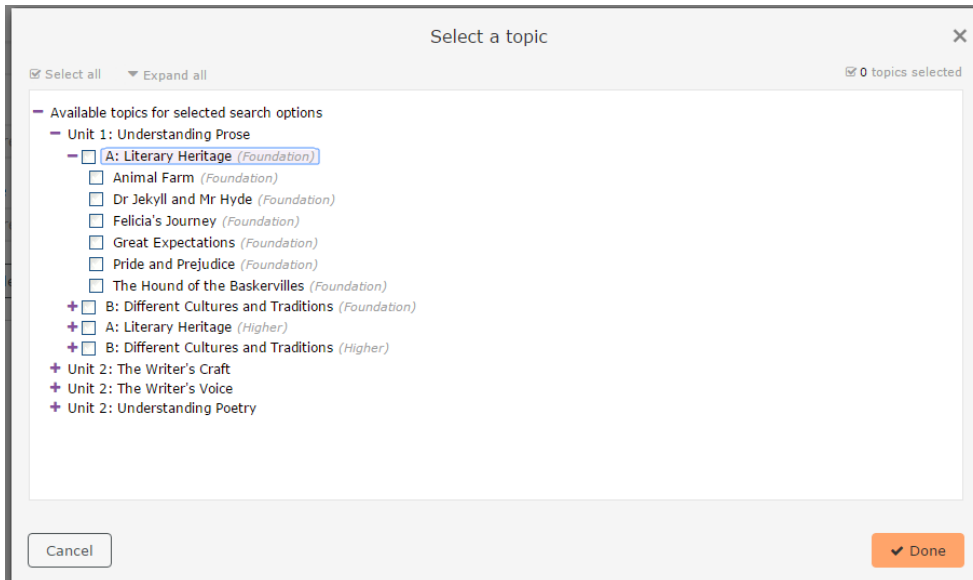 Select a topic
Select all Expand all 0 topics selected
Available topics for selected search options
Unit 1: Understanding Prose
A: Literary Heritage (Foundation)
Animal Farm (Foundation)
Dr Jekyll and Mr Hyde (Foundation)
Felicia's Journey (Foundation)
Great Expectations (Foundation)
Pride and Prejudice (Foundation)
The Hound of the Baskervilles (Foundation)
B: Different Cultures and Traditions (Foundation)
A: Literary Heritage (Higher)
B: Different Cultures and Traditions (Higher)
Unit 2: The Writer's Craft
Unit 2: The Writer's Voice
Unit 2: Understanding Poetry
Cancel Done